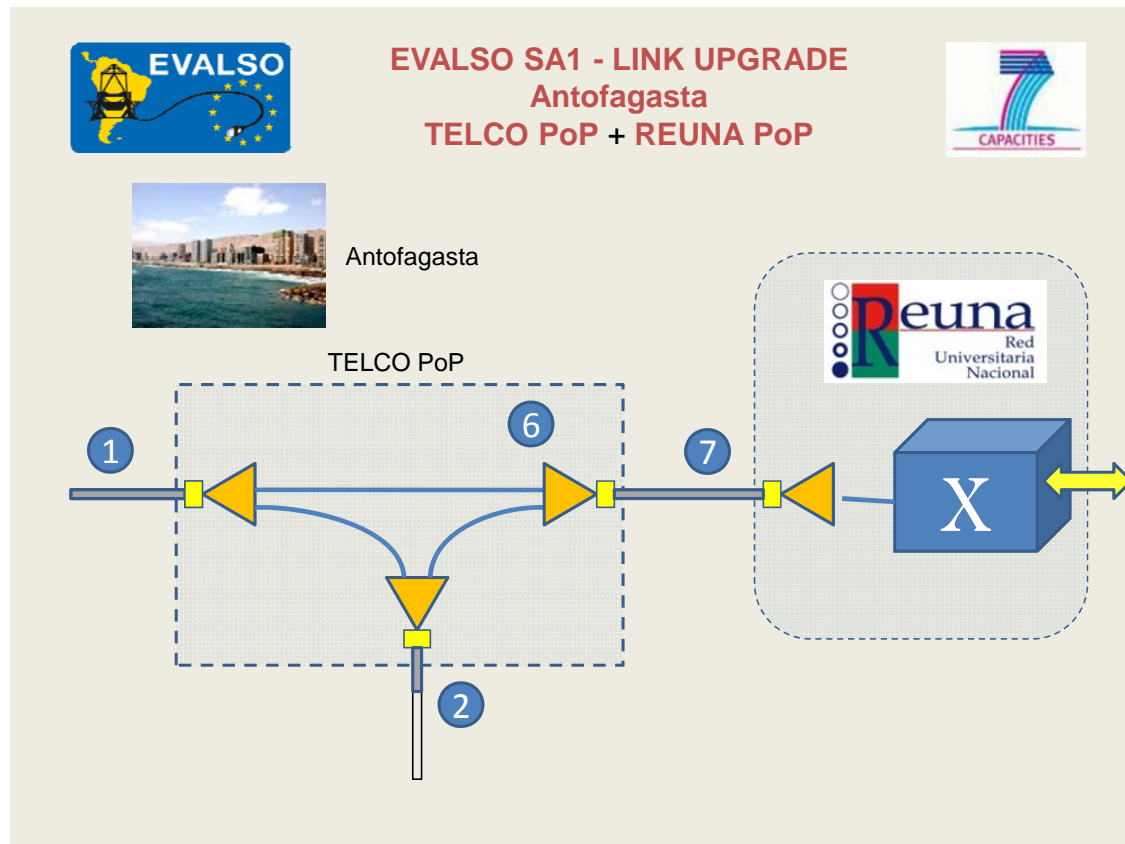 EVALSO
EVALSO SA1 - LINK UPGRADE
Antofagasta
TELCO PoP + REUNA PoP
7
CAPACITIES
Antofagasta
Reuna
Red
Universitaria
Nacional
TELCO PoP
1
6
7
X
2